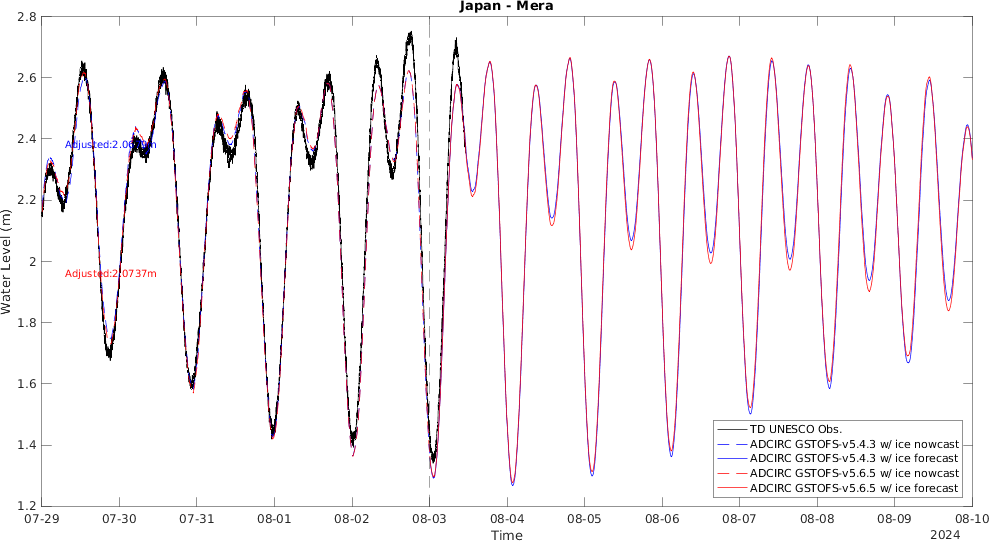 Japan - Mera
2.8
2.6
2.4
2.2
2
1.8
1.6
1.4
1.2
Water Level (m)
Adjusted:2.06
Adjusted:2.0737m
TD UNESCO Obs.
ADCIRC GSTOFS-v5.4.3 w/ ice nowcast
ADCIRC GSTOFS-v5.4.3 w/ ice forecast
ADCIRC GSTOFS-v5.6.5 w/ ice nowcast
ADCIRC GSTOFS-v5.6.5 w/ ice forecast
07-29 07-30 07-31 08-01 08-02 08-03 08-04 08-05 08-06 08-07 08-08 08-09 08-10
Time
2024